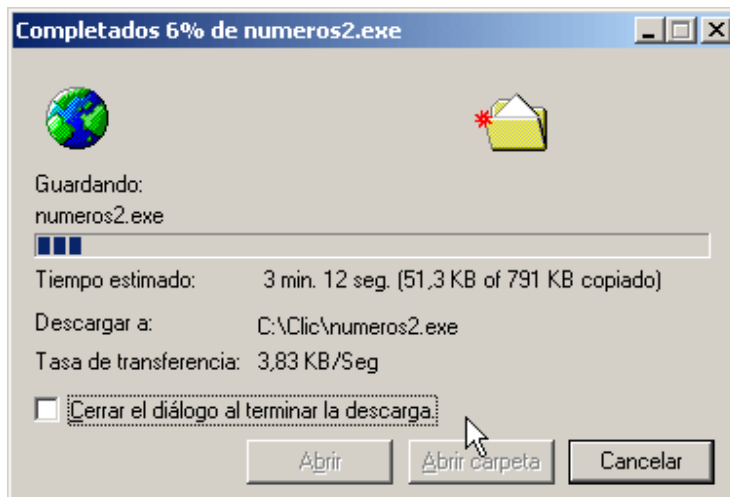 Completados 6% de numeros2.exe
Guardando:
numeros2.exe
Tiempo estimado: 3 min. 12 seg. (51,3 KB of 791 KB copiado)
Descargar a: C:\Clic\numeros2.exe
Tasa de transferencia: 3,83 KB/Seg
Cerrar el diálogo al terminar la descarga.
Abrir Abrir carpeta Cancelar